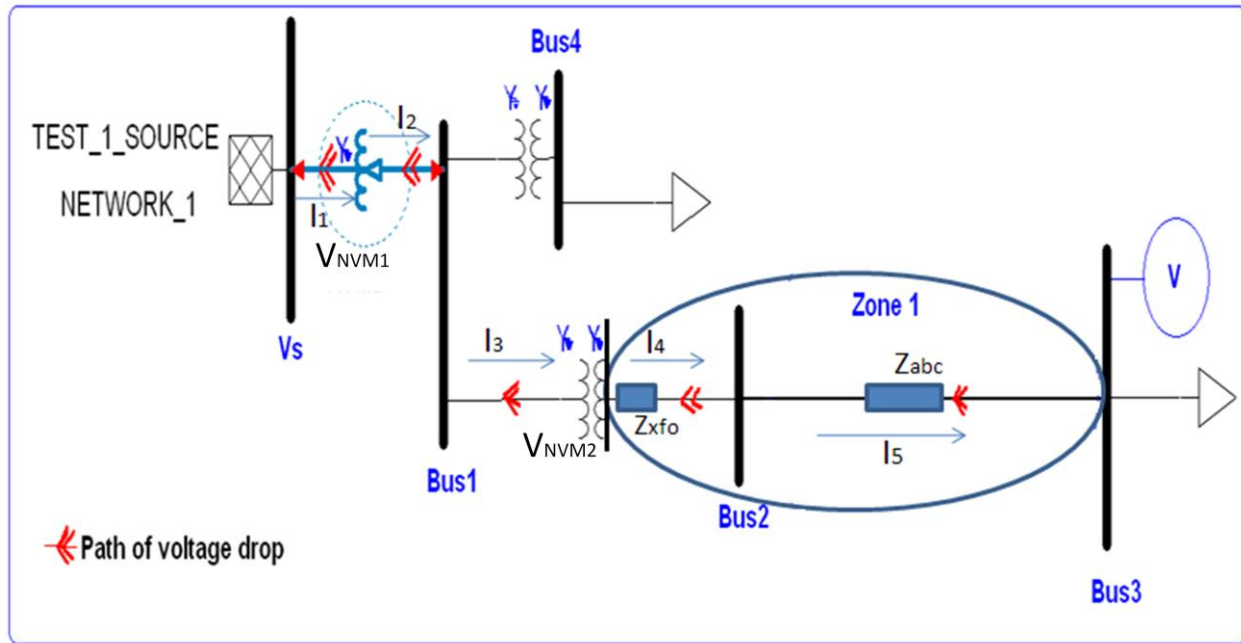 Bus4
TEST_1_SOURCE
NETWORK_1
I2
I1
VNVM1
Vs
Zone 1
V
I3
I4
Zabc
Zxfo
VNVM2
I5
Bus1
Bus2
Bus3
Path of voltage drop